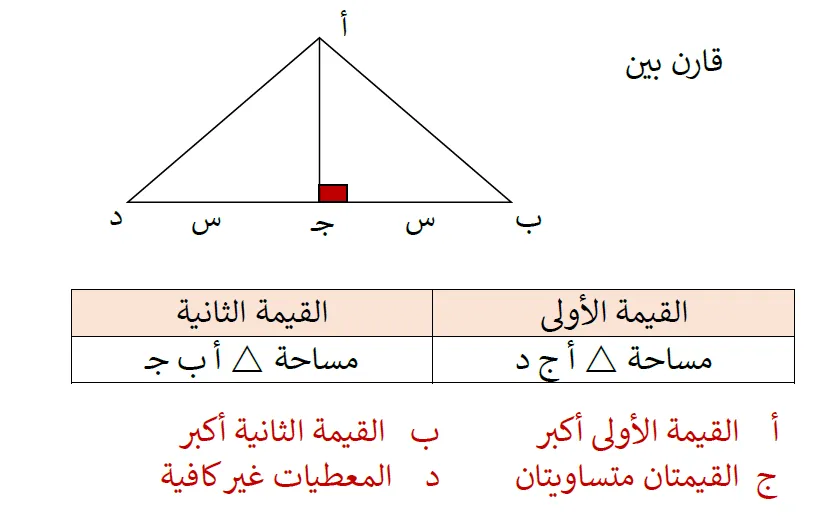 أ
قارن بين
ب س جـ س د
القيمة الأولى القيمة الثانية
مساحة △ أ ج د مساحة △ أ ب جـ
أ القيمة الأولى أكبر ب القيمة الثانية أكبر
ج القيمتان متساويتان د المعطيات غير كافية